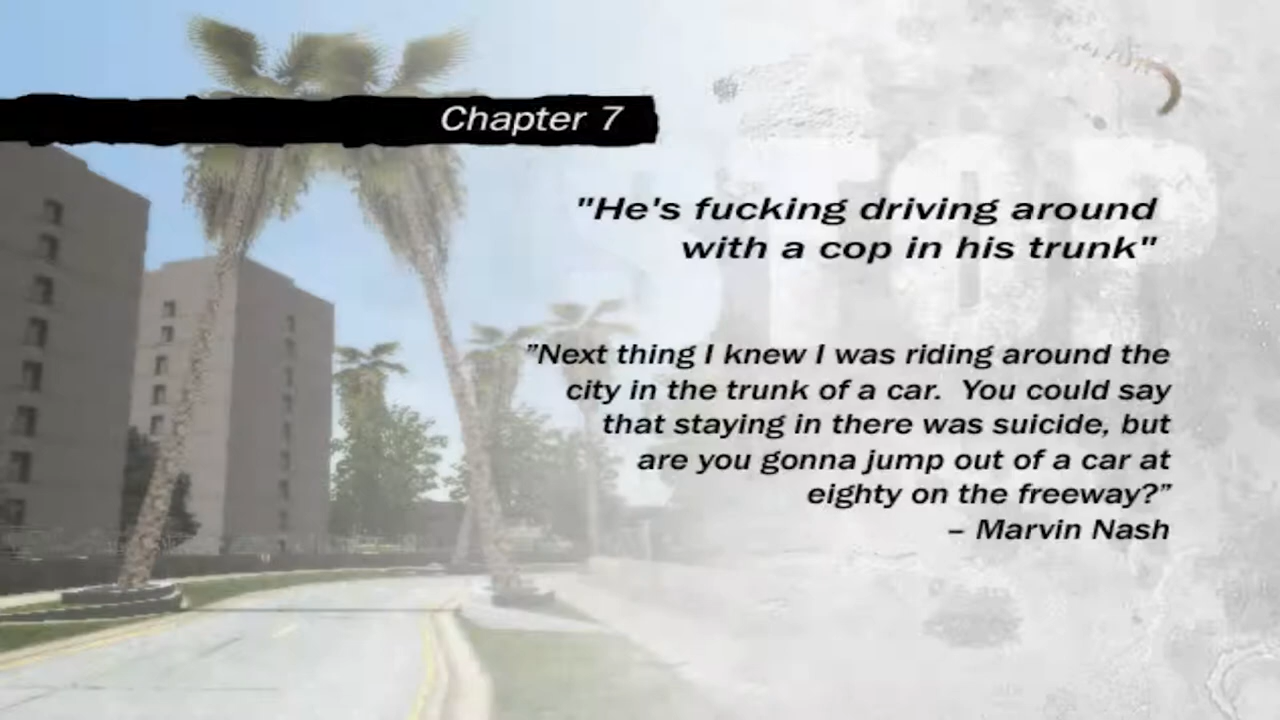 Chapter 7
"He's fucking driving around
with a cop in his trunk"
"Next thing I knew I was riding around the
city in the trunk of a car.  You could say
that staying in there was suicide, but
are you gonna jump out of a car at
eighty on the freeway?"
– Marvin Nash
STOP